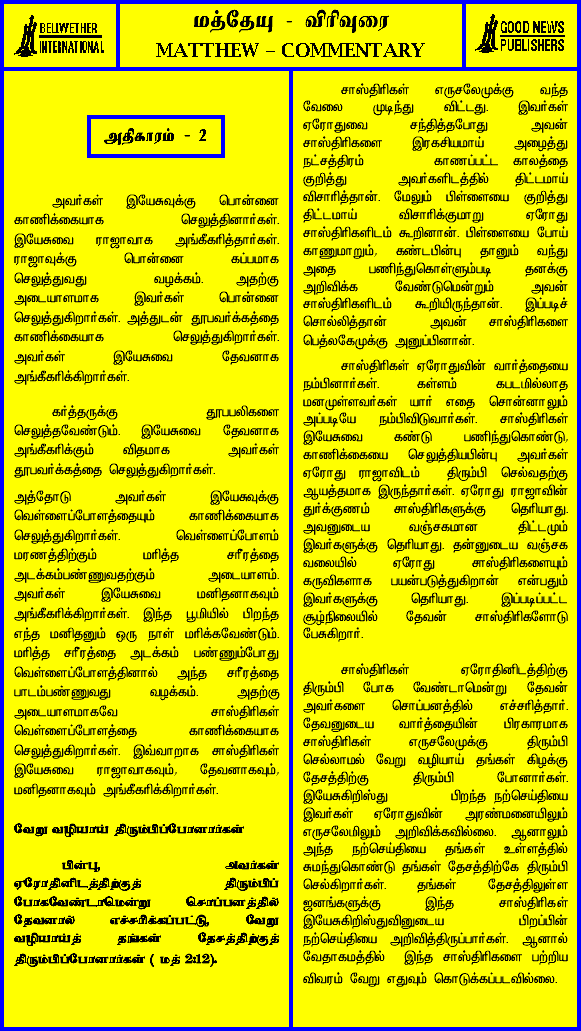 BELLWETHER
INTERNATIONAL
மத்தேயு - விரிவுரை
MATTHEW – COMMENTARY
GOOD NEWS
PUBLISHERS
அதிகாரம் - 2
அவர்கள் இயேசுவுக்கு பொன்னை
காணிக்கையாக செலுத்தினார்கள்.
இயேசுவை ராஜாவாக அங்கீகரித்தார்கள்.
ராஜாவுக்கு பொன்னை கப்பமாக
செலுத்துவது வழக்கம். அதற்கு
அடையாளமாக இவர்கள் பொன்னை
செலுத்துகிறார்கள். அத்துடன் தூபவர்க்கத்தை
காணிக்கையாக செலுத்துகிறார்கள்.
அவர்கள் இயேசுவை தேவனாக
அங்கீகரிக்கிறார்கள்.
கர்த்தருக்கு தூபபலிகளை
செலுத்தவேண்டும். இயேசுவை தேவனாக
அங்கீகரிக்கும் விதமாக அவர்கள்
தூபவர்க்கத்தை செலுத்துகிறார்கள்.
அத்தோடு அவர்கள் இயேசுவுக்கு
வெள்ளைப்போளத்தையும் காணிக்கையாக
செலுத்துகிறார்கள். வெள்ளைப்போளம்
மரணத்திற்கும் மரித்த சரீரத்தை
அடக்கம்பண்ணுவதற்கும் அடையாளம்.
அவர்கள் இயேசுவை மனிதனாகவும்
அங்கீகரிக்கிறார்கள். இந்த பூமியில் பிறந்த
எந்த மனிதனும் ஒரு நாள் மரிக்கவேண்டும்.
மரித்த சரீரத்தை அடக்கம் பண்ணும்போது
வெள்ளைப்போளத்தினால் அந்த சரீரத்தை
பாடம்பண்ணுவது வழக்கம். அதற்கு
அடையாளமாகவே சாஸ்திரிகள்
வெள்ளைப்போளத்தை காணிக்கையாக
செலுத்துகிறார்கள். இவ்வாறாக சாஸ்திரிகள்
இயேசுவை ராஜாவாகவும், தேவனாகவும்,
மனிதனாகவும் அங்கீகரிக்கிறார்கள்.
வேறு வழியாய் திரும்பிப்போனார்கள்
பின்பு, அவர்கள்
ஏரோதினிடத்திற்குத் திரும்பிப்
போகவேண்டாமென்று சொப்பனத்தில்
தேவனால் எச்சரிக்கப்பட்டு, வேறு
வழியாய்த் தங்கள் தேசத்திற்குத்
திரும்பிப்போனார்கள் ( மத் 2:12).
சாஸ்திரிகள் எருசலேமுக்கு வந்த
வேலை முடிந்து விட்டது. இவர்கள்
ஏரோதுவை சந்தித்தபோது அவன்
சாஸ்திரிகளை இரகசியமாய் அழைத்து
நட்சத்திரம் காணப்பட்ட காலத்தை
குறித்து அவர்களிடத்தில் திட்டமாய்
விசாரித்தான். மேலும் பிள்ளையை குறித்து
திட்டமாய் விசாரிக்குமாறு ஏரோது
சாஸ்திரிகளிடம் கூறினான். பிள்ளையை போய்
காணுமாறும், கண்டபின்பு தானும் வந்து
அதை பணிந்துகொள்ளும்படி தனக்கு
அறிவிக்க வேண்டுமென்றும் அவன்
சாஸ்திரிகளிடம் கூறியிருந்தான். இப்படிச்
சொல்லித்தான் அவன் சாஸ்திரிகளை
பெத்லகேமுக்கு அனுப்பினான்.
சாஸ்திரிகள் ஏரோதுவின் வார்த்தையை
நம்பினார்கள். கள்ளம் கபடமில்லாத
மனமுள்ளவர்கள் யார் எதை சொன்னாலும்
அப்படியே நம்பிவிடுவார்கள். சாஸ்திரிகள்
இயேசுவை கண்டு பணிந்துகொண்டு,
காணிக்கையை செலுத்தியபின்பு அவர்கள்
ஏரோது ராஜாவிடம் திரும்பி செல்வதற்கு
ஆயத்தமாக இருந்தார்கள். ஏரோது ராஜாவின்
துர்க்குணம் சாஸ்திரிகளுக்கு தெரியாது.
அவனுடைய வஞ்சகமான திட்டமும்
இவர்களுக்கு தெரியாது. தன்னுடைய வஞ்சக
வலையில் ஏரோது சாஸ்திரிகளையும்
கருவிகளாக பயன்படுத்துகிறான் என்பதும்
இவர்களுக்கு தெரியாது. இப்படிப்பட்ட
சூழ்நிலையில் தேவன் சாஸ்திரிகளோடு
பேசுகிறார்.
சாஸ்திரிகள் ஏரோதினிடத்திற்கு
திரும்பி போக வேண்டாமென்று தேவன்
அவர்களை சொப்பனத்தில் எச்சரித்தார்.
தேவனுடைய வார்த்தையின் பிரகாரமாக
சாஸ்திரிகள் எருசலேமுக்கு திரும்பி
செல்லாமல் வேறு வழியாய் தங்கள் கிழக்கு
தேசத்திற்கு திரும்பி போனார்கள்.
இயேசுகிறிஸ்து பிறந்த நற்செய்தியை
இவர்கள் ஏரோதுவின் அரண்மனையிலும்
எருசலேமிலும் அறிவிக்கவில்லை. ஆனாலும்
அந்த நற்செய்தியை தங்கள் உள்ளத்தில்
சுமந்துகொண்டு தங்கள் தேசத்திற்கே திரும்பி
செல்கிறார்கள். தங்கள் தேசத்திலுள்ள
ஜனங்களுக்கு இந்த சாஸ்திரிகள்
இயேசுகிறிஸ்துவினுடைய பிறப்பின்
நற்செய்தியை அறிவித்திருப்பார்கள். ஆனால்
வேதாகமத்தில் இந்த சாஸ்திரிகளை பற்றிய
விவரம் வேறு எதுவும் கொடுக்கப்படவில்லை.